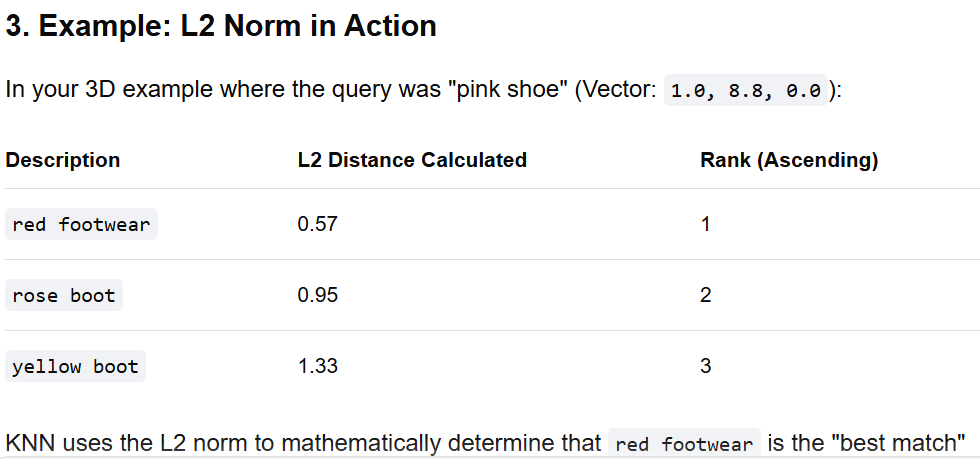 3. Example: L2 Norm in Action
In your 3D example where the query was "pink shoe" (Vector: 1.0, 8.8, 0.0):
Description L2 Distance Calculated Rank (Ascending)
red footwear 0.57 1
rose boot 0.95 2
yellow boot 1.33 3
KNN uses the L2 norm to mathematically determine that red footwear is the "best match"